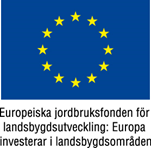 Europeiska jordbruksfonden för
landsbygdsutveckling: Europa
investerar i landsbygdsområden